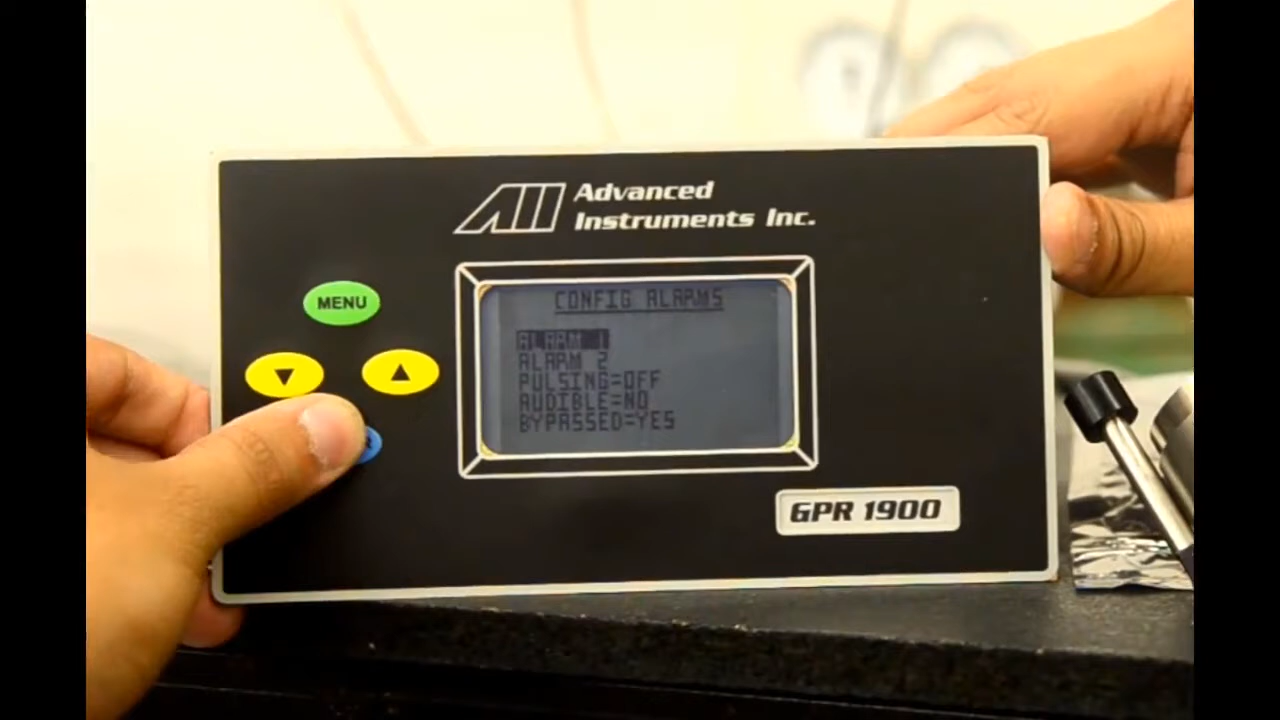 Advanced
Instruments Inc.
MENU
CONFIG ALARMS
ALARM 1
ALARM 2
PULSING=OFF
AUDIBLE=NO
BYPASSED=YES
GPR 1900